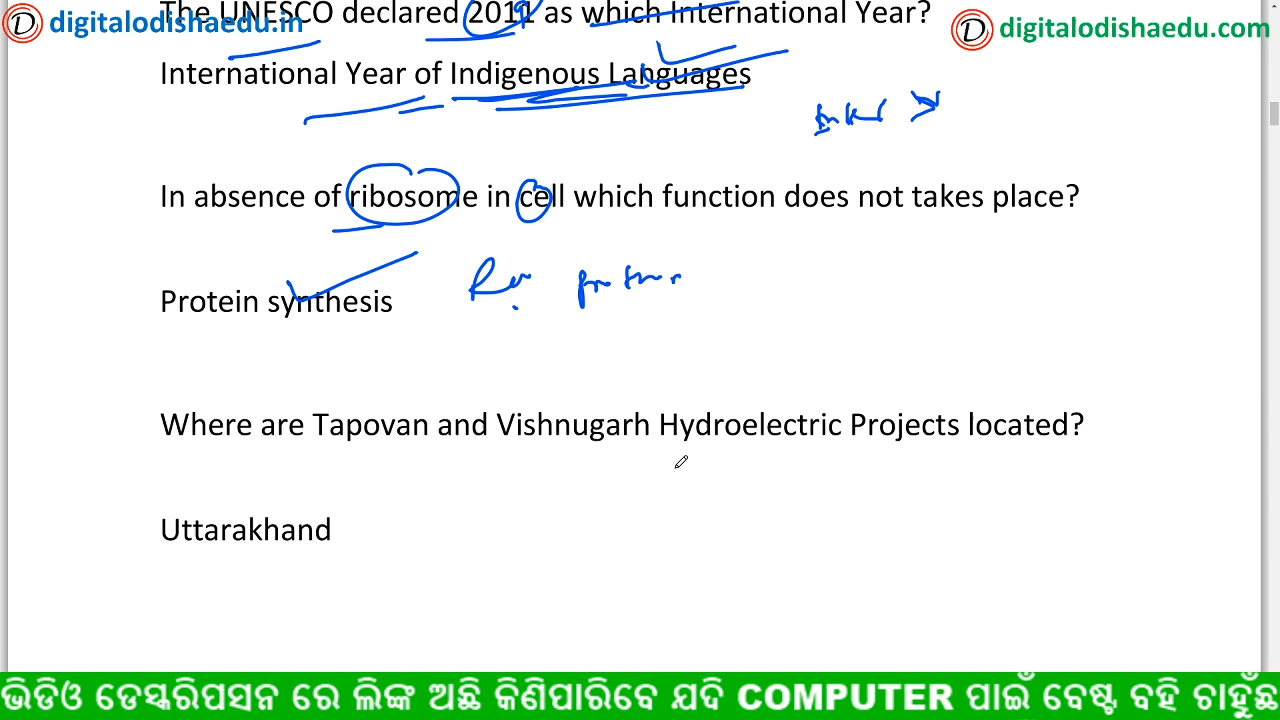 The UNESCO declared 2011 as which International Year?
digitalodishaedu.in
digitalodishaedu.com
International Year of Indigenous Languages
In absence of ribosome in cell which function does not takes place?
Protein synthesis
Where are Tapovan and Vishnugarh Hydroelectric Projects located?
Uttarakhand
ଭିଡିଓ ଡେସ୍କରିପସନ ରେ ଲିଙ୍କ ଅଛି କିଣିପାରିବେ ଯଦି COMPUTER ପାଇଁ ବେଷ୍ଟ ବହି ଚାହୁଁଛ